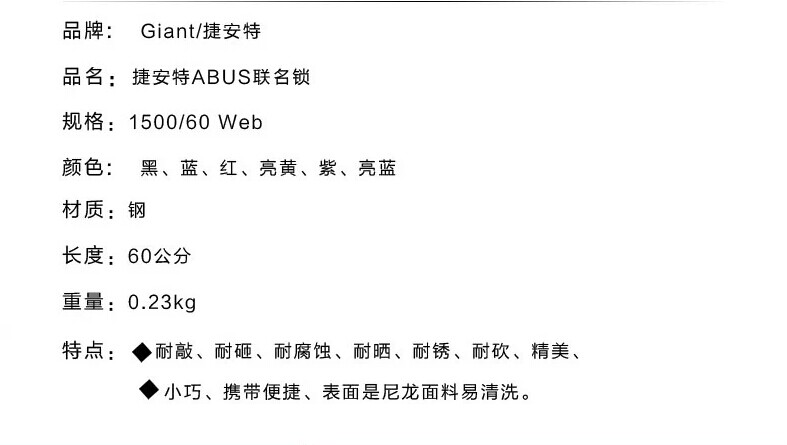 品牌: Giant/捷安特
品名：捷安特ABUS联名锁
规格：1500/60 Web
颜色: 黑、蓝、红、亮黄、紫、亮蓝
材质：钢
长度：60公分
重量：0.23kg
特点：◆耐敲、耐砸、耐腐蚀、耐晒、耐锈、耐砍、精美、
◆小巧、携带便捷、表面是尼龙面料易清洗。